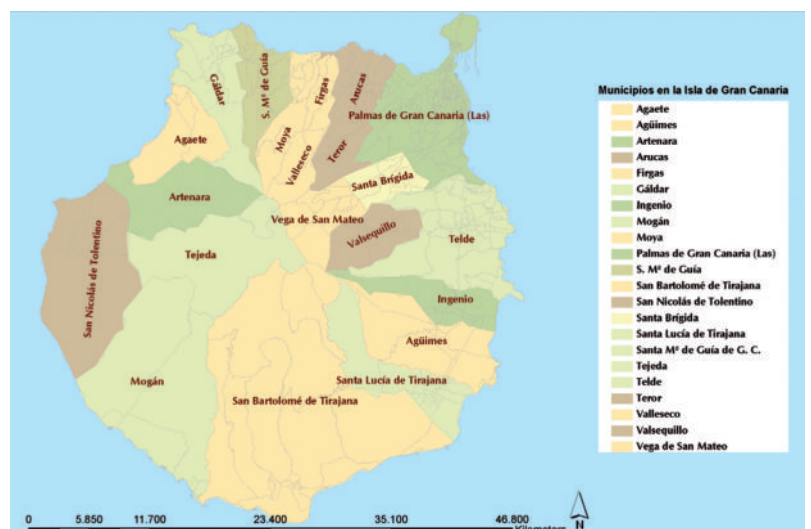 Gáldar
S. Mª de Guía
Firgas
Arucas
Palmas de Gran Canaria (Las)
Agaete
Moya
Valleseco
Teror
Santa Brígida
Artenara
Vega de San Mateo
Valsequillo
Telde
Tejeda
San Nicolás de Tolentino
Ingenio
Agüimes
Mogán
Santa Lucía de Tirajana
San Bartolomé de Tirajana
Municipios en la Isla de Gran Canaria
Agaete
Agüimes
Artenara
Arucas
Firgas
Gáldar
Ingenio
Mogán
Moya
Palmas de Gran Canaria (Las)
S. Mª de Guía
San Bartolomé de Tirajana
San Nicolás de Tolentino
Santa Brígida
Santa Lucía de Tirajana
Santa Mª de Guía de G. C.
Tejeda
Telde
Teror
Valleseco
Valsequillo
Vega de San Mateo
0 5.850 11.700 23.400 35.100 46.800
Kilometers
N